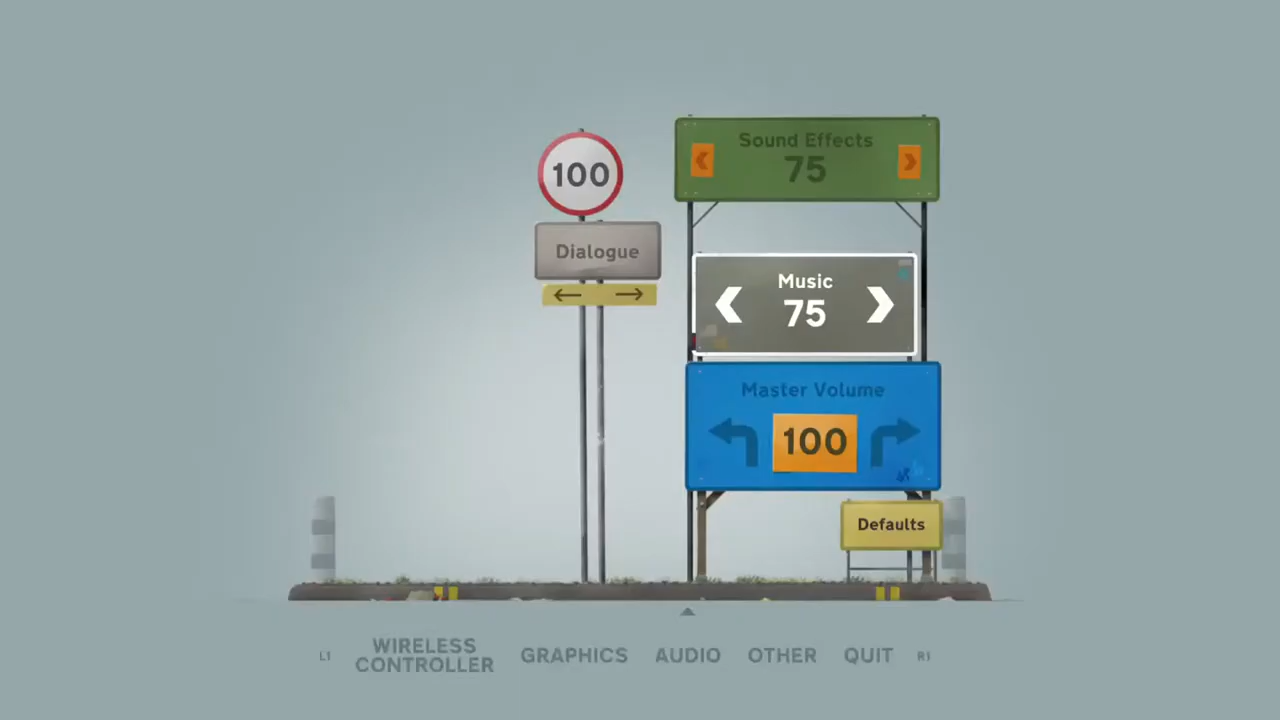 100
Dialogue
Sound Effects
75
Music
75
Master Volume
100
Defaults
L1
WIRELESS
CONTROLLER
GRAPHICS
AUDIO
OTHER
QUIT
R1